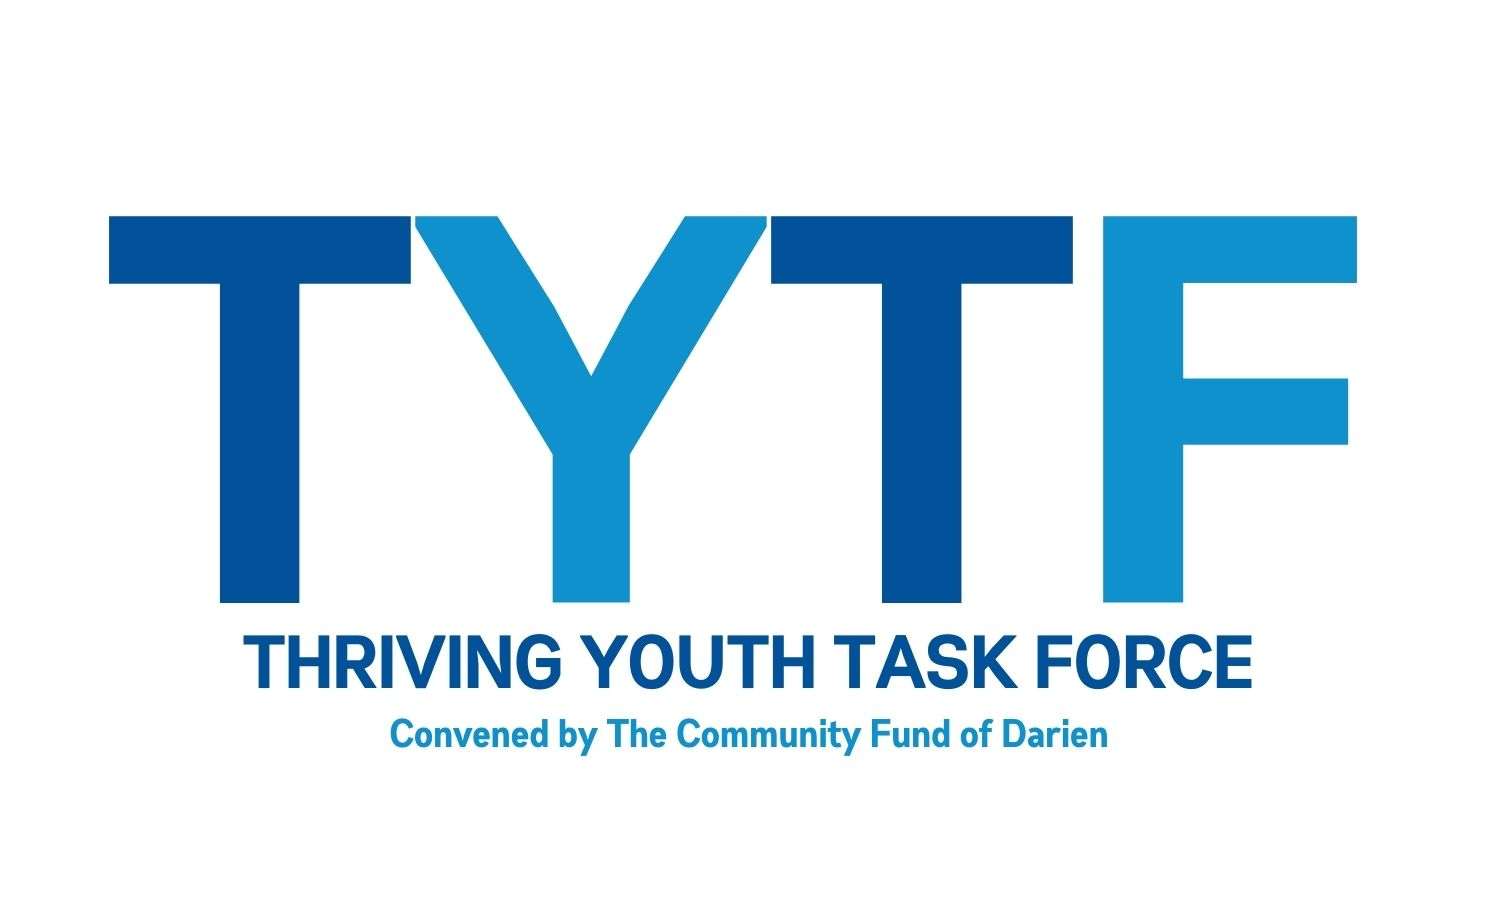 TYTF
THRIVING YOUTH TASK FORCE
Convened by The Community Fund of Darien